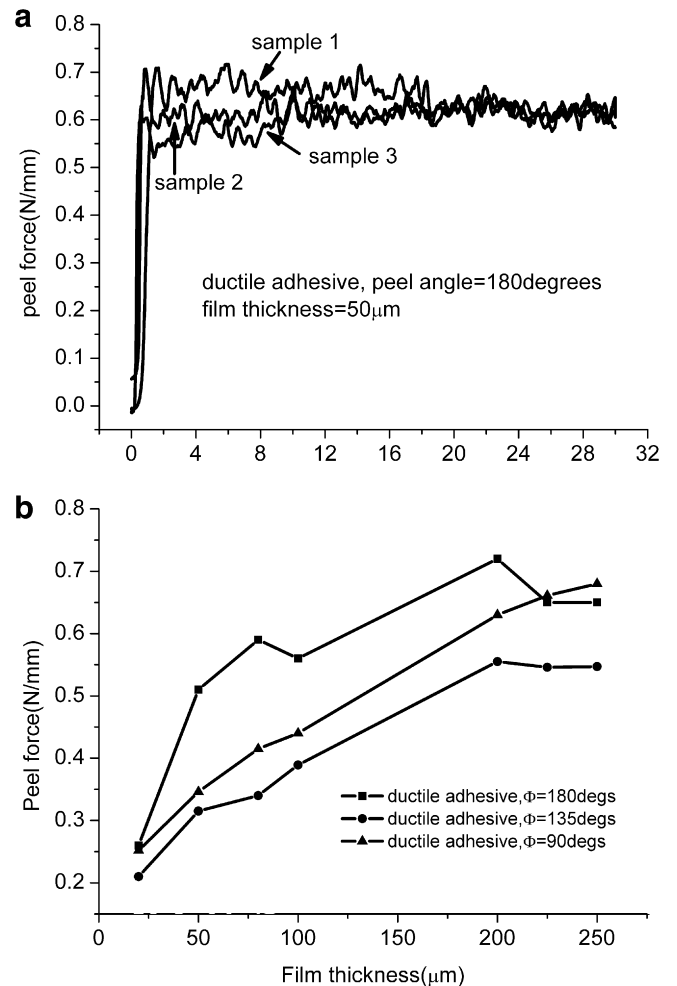 a
0.8
0.7
0.6
0.5
0.4
0.3
0.2
0.1
0.0
peel force(N/mm)
sample 1
sample 3
sample 2
ductile adhesive, peel angle=180degrees
film thickness=50μm
0 4 8 12 16 20 24 28 32
b
0.8
0.7
0.6
0.5
0.4
0.3
0.2
Peel force(N/mm)
ductile adhesive,Φ=180degs
ductile adhesive,Φ=135degs
ductile adhesive,Φ=90degs
0 50 100 150 200 250
Film thickness(μm)